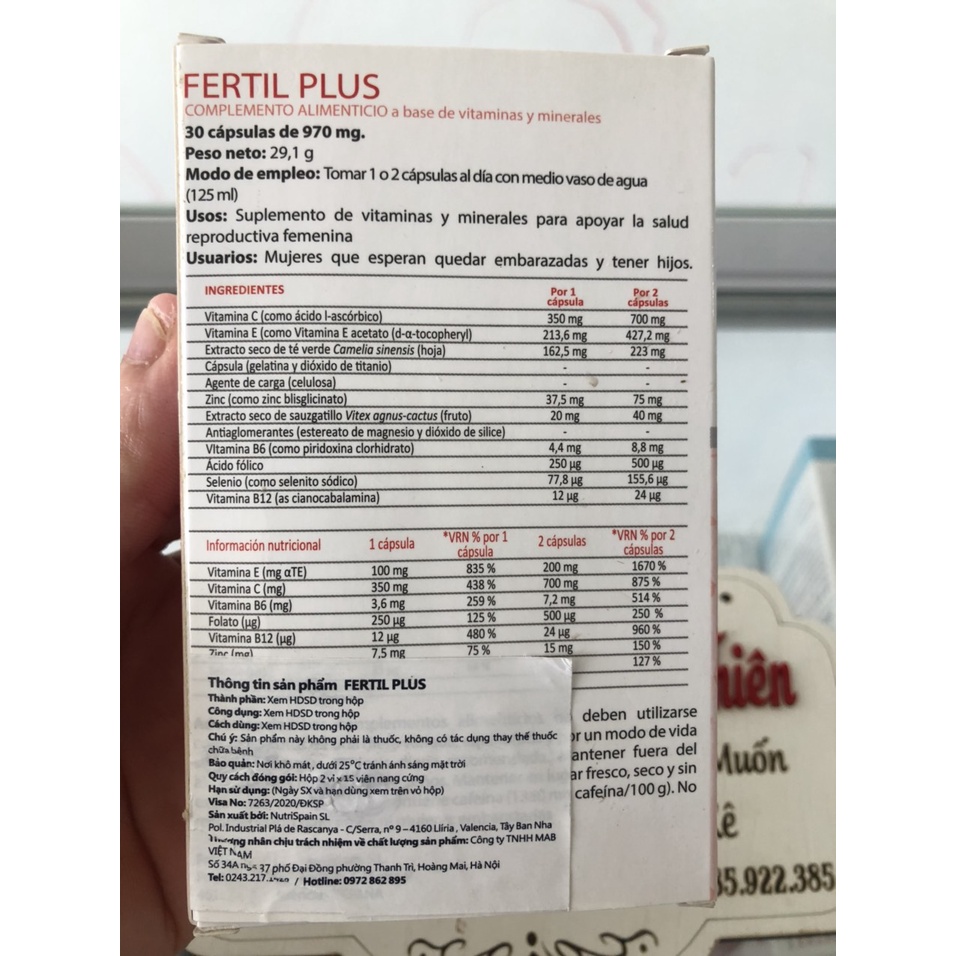 FERTIL PLUS
COMPLEMENTO ALIMENTICIO a base de vitaminas y minerales
30 cápsulas de 970 mg.
Peso neto: 29,1 g
Modo de empleo: Tomar 1 o 2 cápsulas al día con medio vaso de agua
(125 ml)
Usos: Suplemento de vitaminas y minerales para apoyar la salud
reproductiva femenina
Usuarios: Mujeres que esperan quedar embarazadas y tener hijos.
INGREDIENTES Por 1 cápsula Por 2 cápsulas
Vitamina C (como ácido l-ascórbico) 350 mg 700 mg
Vitamina E (como Vitamina E acetato (d-α-tocopheryl) 213,6 mg 427,2 mg
Extracto seco de té verde Camelia sinensis (hoja) 162,5 mg 223 mg
Cápsula (gelatina y dióxido de titanio) - -
Agente de carga (celulosa) - -
Zinc (como zinc blisglicinato) 37,5 mg 75 mg
Extracto seco de sauzgatillo Vitex agnus-cactus (fruto) 20 mg 40 mg
Antiaglomerantes (estereato de magnesio y dióxido de silice) - -
VItamina B6 (como piridoxina clorhidrato) 4,4 mg 8,8 mg
Ácido fólico 250 µg 500 µg
Selenio (como selenito sódico) 77,8 µg 155,6 µg
Vitamina B12 (as cianocabalamina) 12 µg 24 µg
Información nutricional 1 cápsula *VRN % por 1 cápsula 2 cápsulas *VRN % por 2 cápsulas
Vitamina E (mg αTE) 100 mg 835 % 200 mg 1670 %
Vitamina C (mg) 350 mg 438 % 700 mg 875 %
Vitamina B6 (mg) 3,6 mg 259 % 7,2 mg 514 %
Folato (µg) 250 µg 125 % 500 µg 250 %
Vitamina B12 (µg) 12 µg 480 % 24 µg 960 %
Zinc (mg) 7,5 mg 75 % 15 mg 150 %
127 %
deben utilizarse
or un modo de vida
antener fuera del
ar fresco, seco y sin
cafeína/100 g). No
Thông tin sản phẩm FERTIL PLUS
Thành phần: Xem HDSD trong hộp
Công dụng: Xem HDSD trong hộp
Cách dùng: Xem HDSD trong hộp
Chú ý: Sản phẩm này không phải là thuốc, không có tác dụng thay thế thuốc
chữa bệnh
Bảo quản: Nơi khô mát, dưới 25°C tránh ánh sáng mặt trời
Quy cách đóng gói: Hộp 2 vỉ x 15 viên nang cứng
Hạn sử dụng: (Ngày SX và hạn dùng xem trên vỏ hộp)
Visa No: 7263/2020/ĐKSP
Sản xuất bởi: NutriSpain SL
Pol. Industrial Plá de Rascanya - C/Serra, nº 9 – 4160 Llíria, Valencia, Tây Ban Nha
Thương nhân chịu trách nhiệm về chất lượng sản phẩm: Công ty TNHH MAB
VIỆT NAM
Số 34A 37 phố Đại Đồng phường Thanh Trì, Hoàng Mai, Hà Nội
Tel: 0243.217. / Hotline: 0972 862 895
hiên
Muốn
Kê
35.922.385